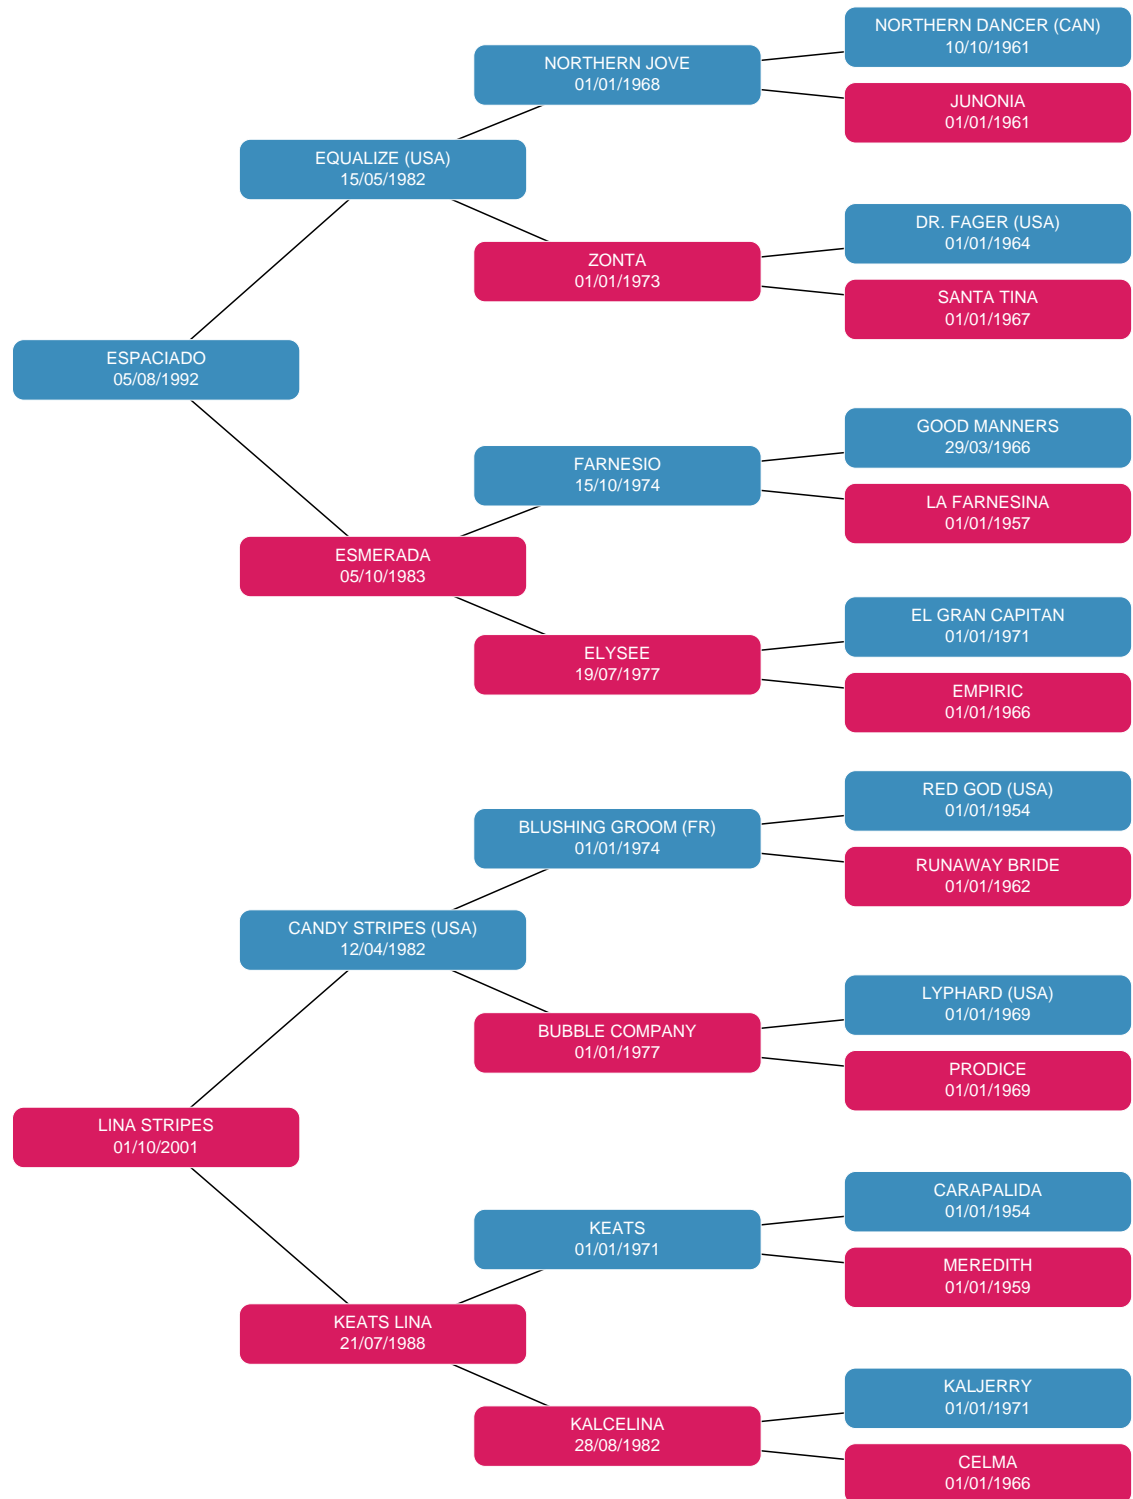 NORTHERN DANCER (CAN)
10/10/1961
NORTHERN JOVE
01/01/1968
JUNONIA
01/01/1961
EQUALIZE (USA)
15/05/1982
DR. FAGER (USA)
01/01/1964
ZONTA
01/01/1973
SANTA TINA
01/01/1967
ESPACIADO
05/08/1992
GOOD MANNERS
29/03/1966
FARNESIO
15/10/1974
LA FARNESINA
01/01/1957
ESMERADA
05/10/1983
EL GRAN CAPITAN
01/01/1971
ELYSEE
19/07/1977
EMPIRIC
01/01/1966
RED GOD (USA)
01/01/1954
BLUSHING GROOM (FR)
01/01/1974
RUNAWAY BRIDE
01/01/1962
CANDY STRIPES (USA)
12/04/1982
LYPHARD (USA)
01/01/1969
BUBBLE COMPANY
01/01/1977
PRODICE
01/01/1969
LINA STRIPES
01/10/2001
CARAPALIDA
01/01/1954
KEATS
01/01/1971
MEREDITH
01/01/1959
KEATS LINA
21/07/1988
KALJERRY
01/01/1971
KALCELINA
28/08/1982
CELMA
01/01/1966